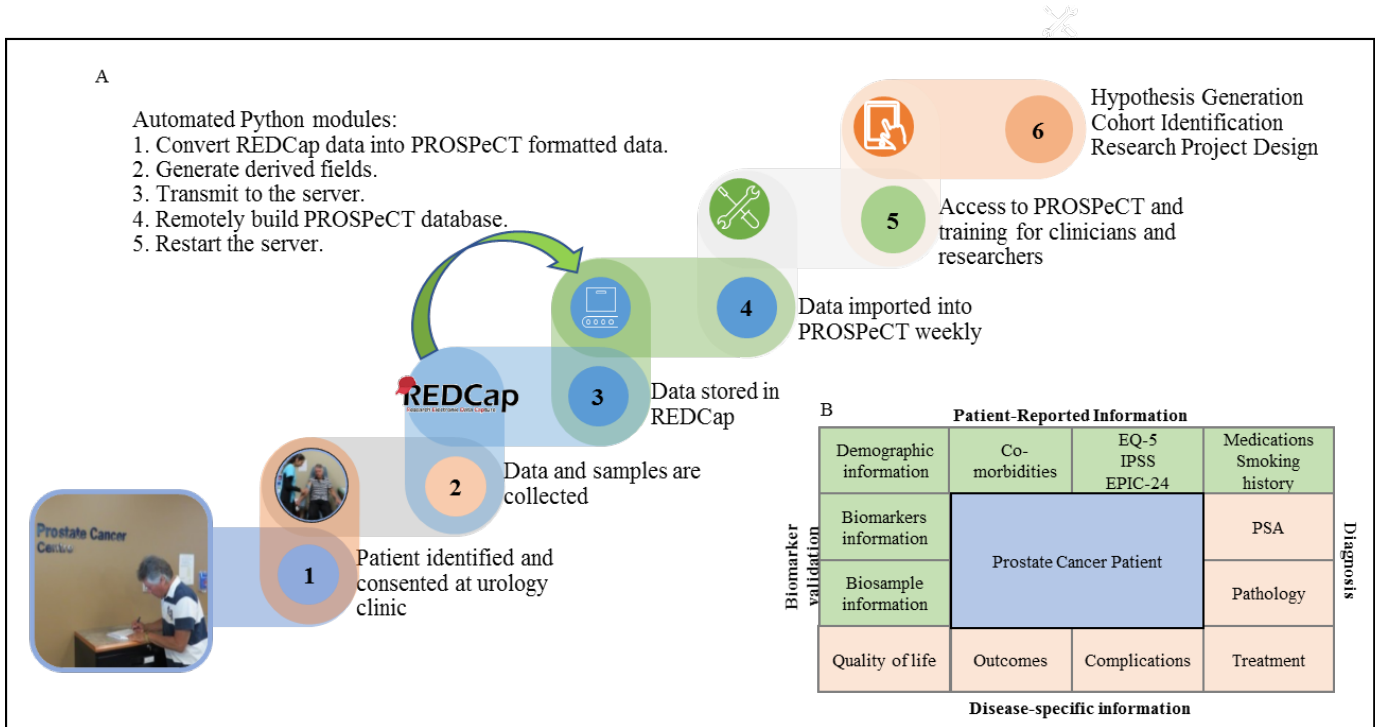 A
Automated Python modules:
1. Convert REDCap data into PROSPeCT formatted data.
2. Generate derived fields.
3. Transmit to the server.
4. Remotely build PROSPeCT database.
5. Restart the server.
6
Hypothesis Generation
Cohort Identification
Research Project Design
5
Access to PROSPeCT and
training for clinicians and
researchers
4
Data imported into
PROSPeCT weekly
REDCap
Research Electronic Data Capture
3
Data stored in
REDCap
2
Data and samples are
collected
Prostate Cancer
Centre
1
Patient identified and
consented at urology
clinic
B
Patient-Reported Information
Demographic
information
Co-
morbidities
EQ-5
IPSS
EPIC-24
Medications
Smoking
history
Biomarker
validation
Biomarkers
information
Prostate Cancer Patient
PSA
Diagnosis
Biosample
information
Pathology
Quality of life
Outcomes
Complications
Treatment
Disease-specific information